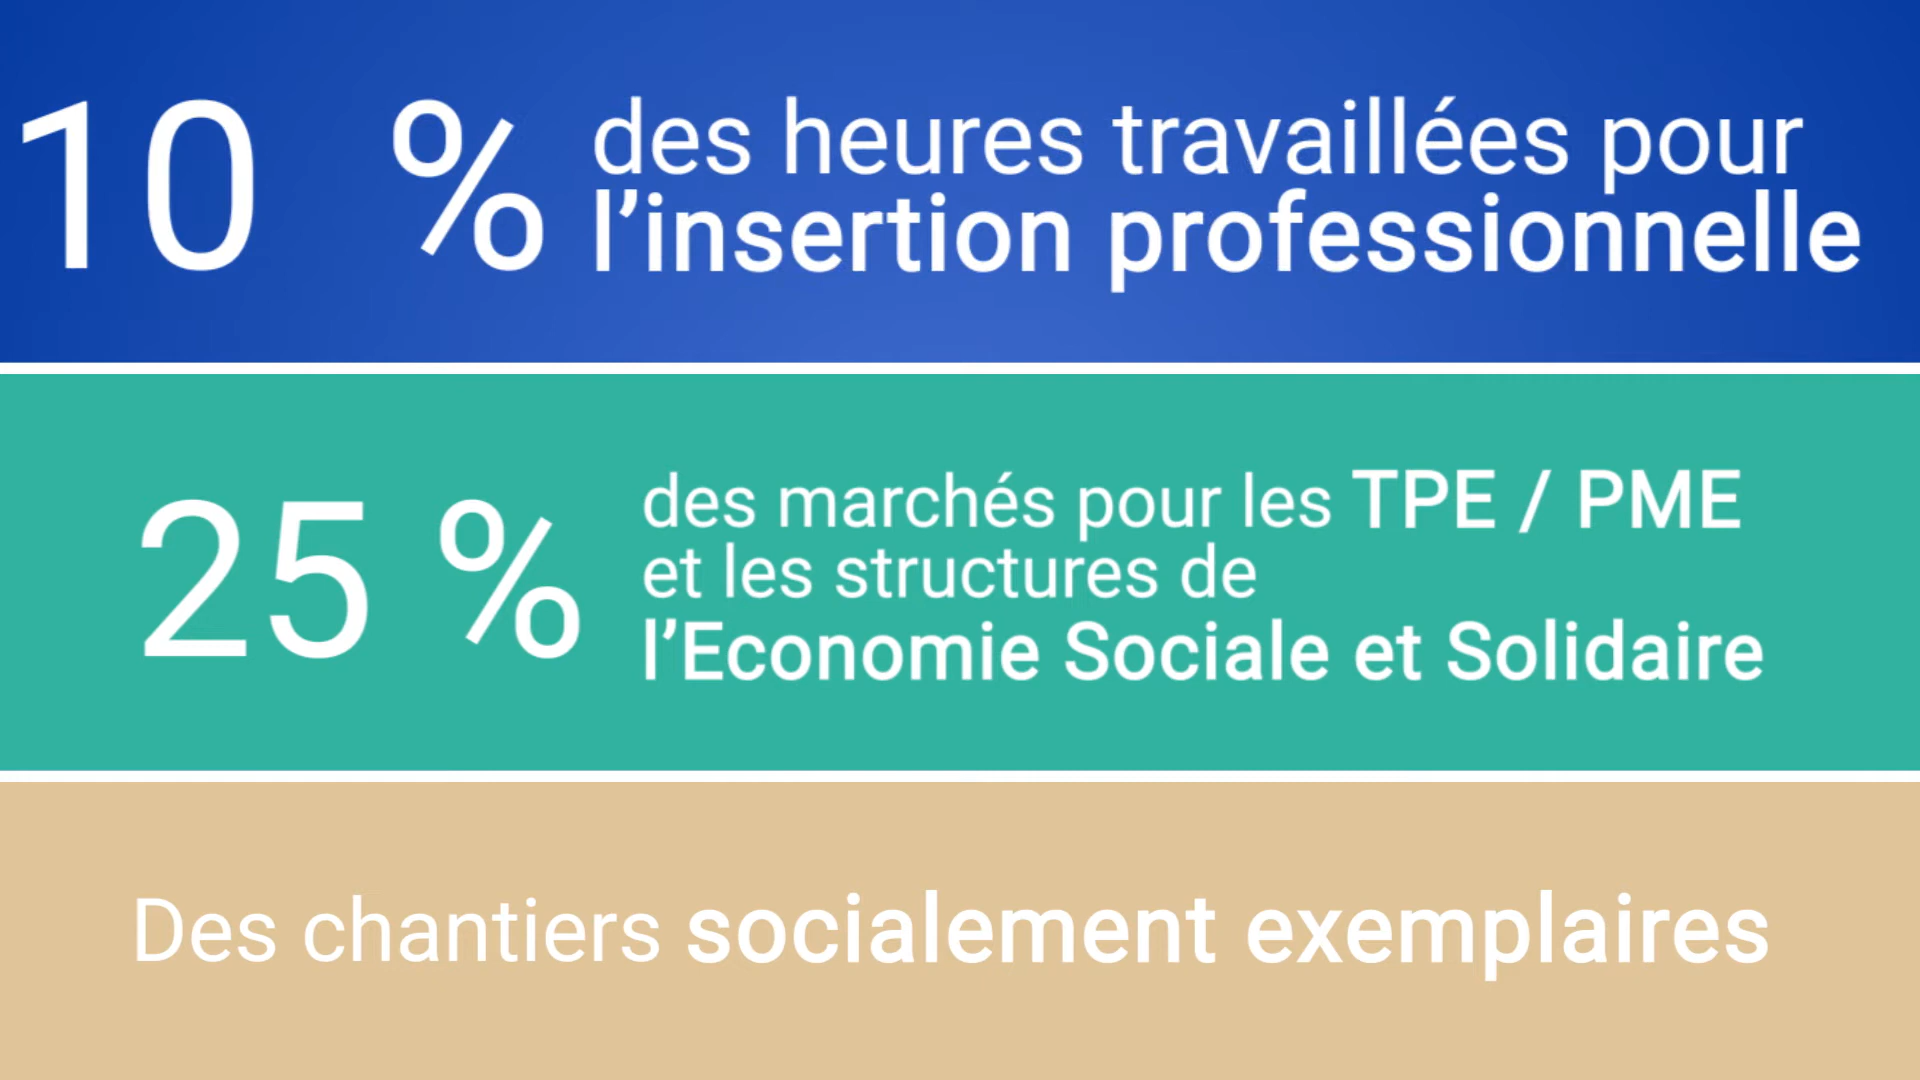 10 % des heures travaillées pour
l’insertion professionnelle
25 % des marchés pour les TPE / PME
et les structures de
l’Economie Sociale et Solidaire
Des chantiers socialement exemplaires